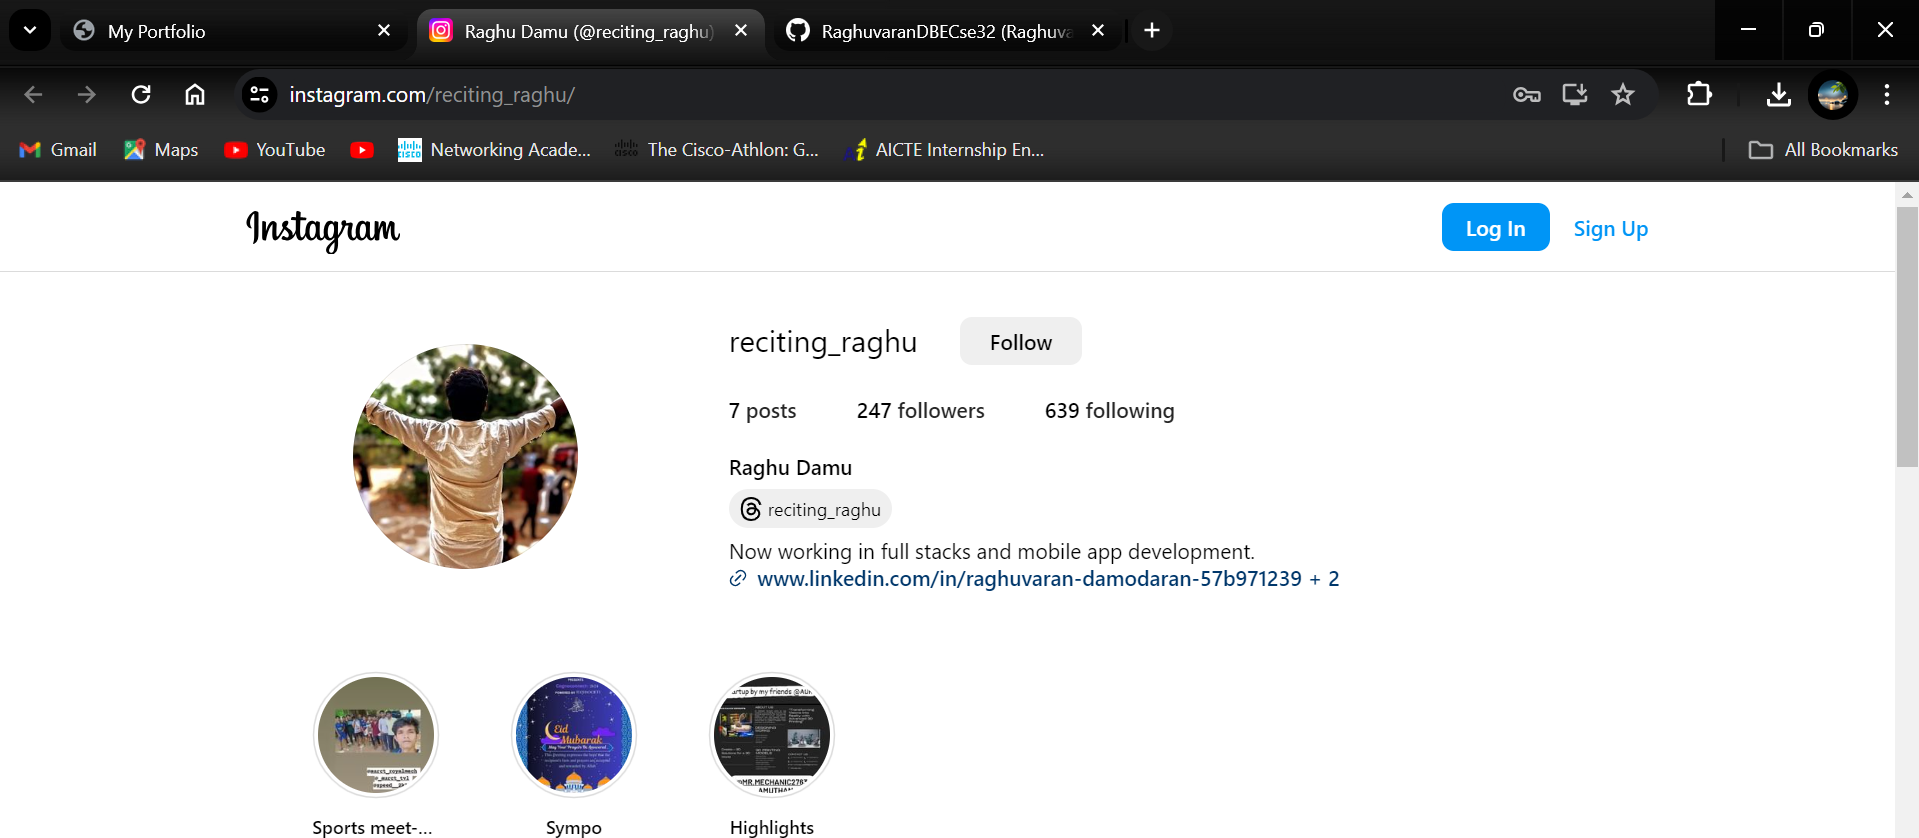 My Portfolio
Raghu Damu (@reciting_raghu)
RaghuvaranDBECse32 (Raghuva
instagram.com/reciting_raghu/
Gmail
Maps
YouTube
Networking Acade...
The Cisco-Athlon: G...
AICTE Internship En...
All Bookmarks
Instagram
Log In
Sign Up
reciting_raghu
Follow
7 posts
247 followers
639 following
Raghu Damu
reciting_raghu
Now working in full stacks and mobile app development.
www.linkedin.com/in/raghuvaran-damodaran-57b971239 + 2
Eid
Mubarak
Sports meet-...
Sympo
Highlights